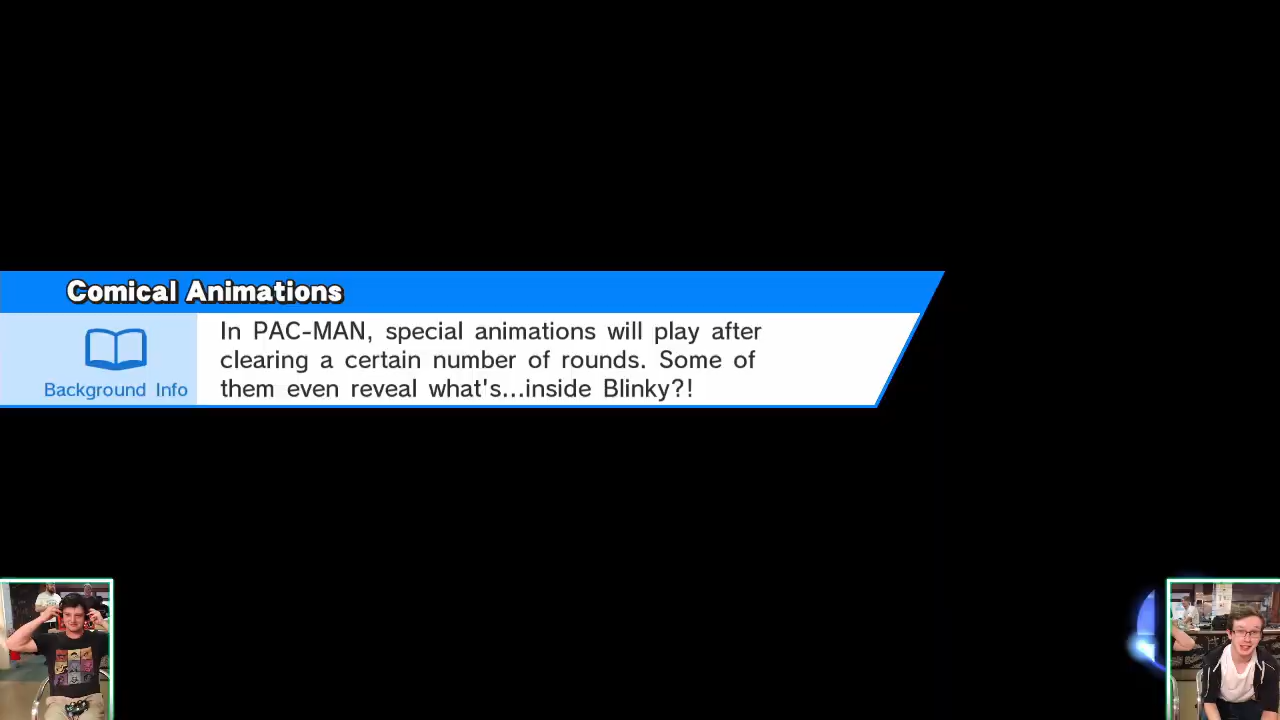 Comical Animations
In PAC-MAN, special animations will play after
clearing a certain number of rounds. Some of
them even reveal what's...inside Blinky?!
Background Info